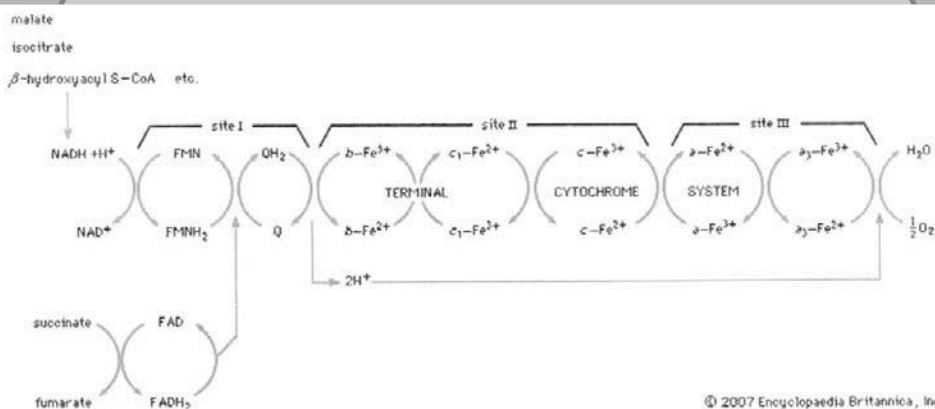 malate
isocitrate
β-hydroxyacyl S-CoA etc.
site I site II site III
NADH +H⁺ FMN QH₂ b-Fe³⁺ c₁-Fe²⁺ c-Fe³⁺ a-Fe²⁺ a₃-Fe³⁺ H₂O
TERMINAL CYTOCHROME SYSTEM
NAD⁺ FMNH₂ Q b-Fe²⁺ c₁-Fe³⁺ c-Fe²⁺ a-Fe³⁺ a₃-Fe²⁺ ½O₂
2H⁺
succinate FAD
fumarate FADH₂
© 2007 Encyclopaedia Britannica, Inc